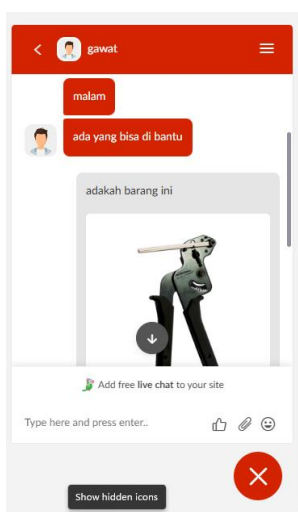 gawat
malam
ada yang bisa di bantu
adakah barang ini
Add free live chat to your site
Type here and press enter..
Show hidden icons